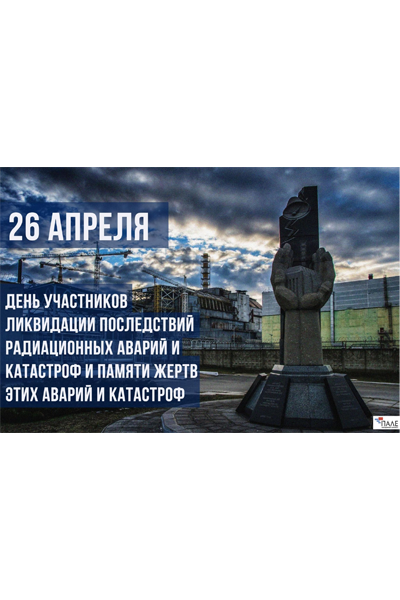 26 АПРЕЛЯ
ДЕНЬ УЧАСТНИКОВ
ЛИКВИДАЦИИ ПОСЛЕДСТВИЙ
РАДИАЦИОННЫХ АВАРИЙ И
КАТАСТРОФ И ПАМЯТИ ЖЕРТВ
ЭТИХ АВАРИЙ И КАТАСТРОФ
ПАЛЕ